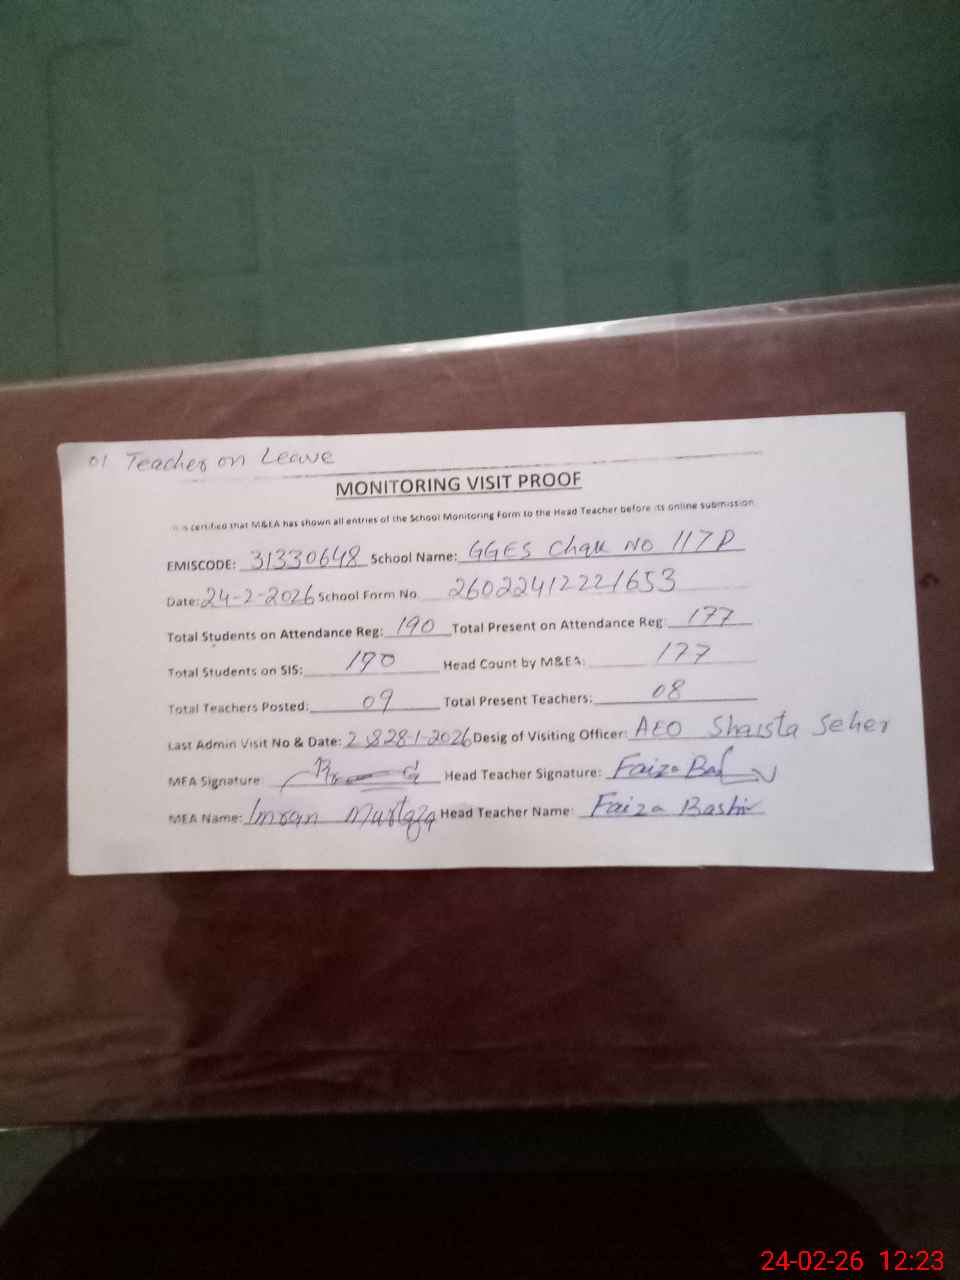 01 Teacher on Leave
MONITORING VISIT PROOF
It is certified that M&EA has shown all entries of the School Monitoring Form to the Head Teacher before its online submission.
EMISCODE: 31330648 School Name: GGES Chak No 117P
Date: 24-2-2026 School Form No. 26022412221653
Total Students on Attendance Reg: 190 Total Present on Attendance Reg: 177
Total Students on SIS: 190 Head Count by M&EA: 177
Total Teachers Posted: 09 Total Present Teachers: 08
Last Admin Visit No & Date: 2 & 28-1-2026 Desig of Visiting Officer: AEO Shaista Seher
MEA Signature: Head Teacher Signature: Faiza
MEA Name: Imran Murtaza Head Teacher Name: Faiza Bashir
24-02-26 12:23